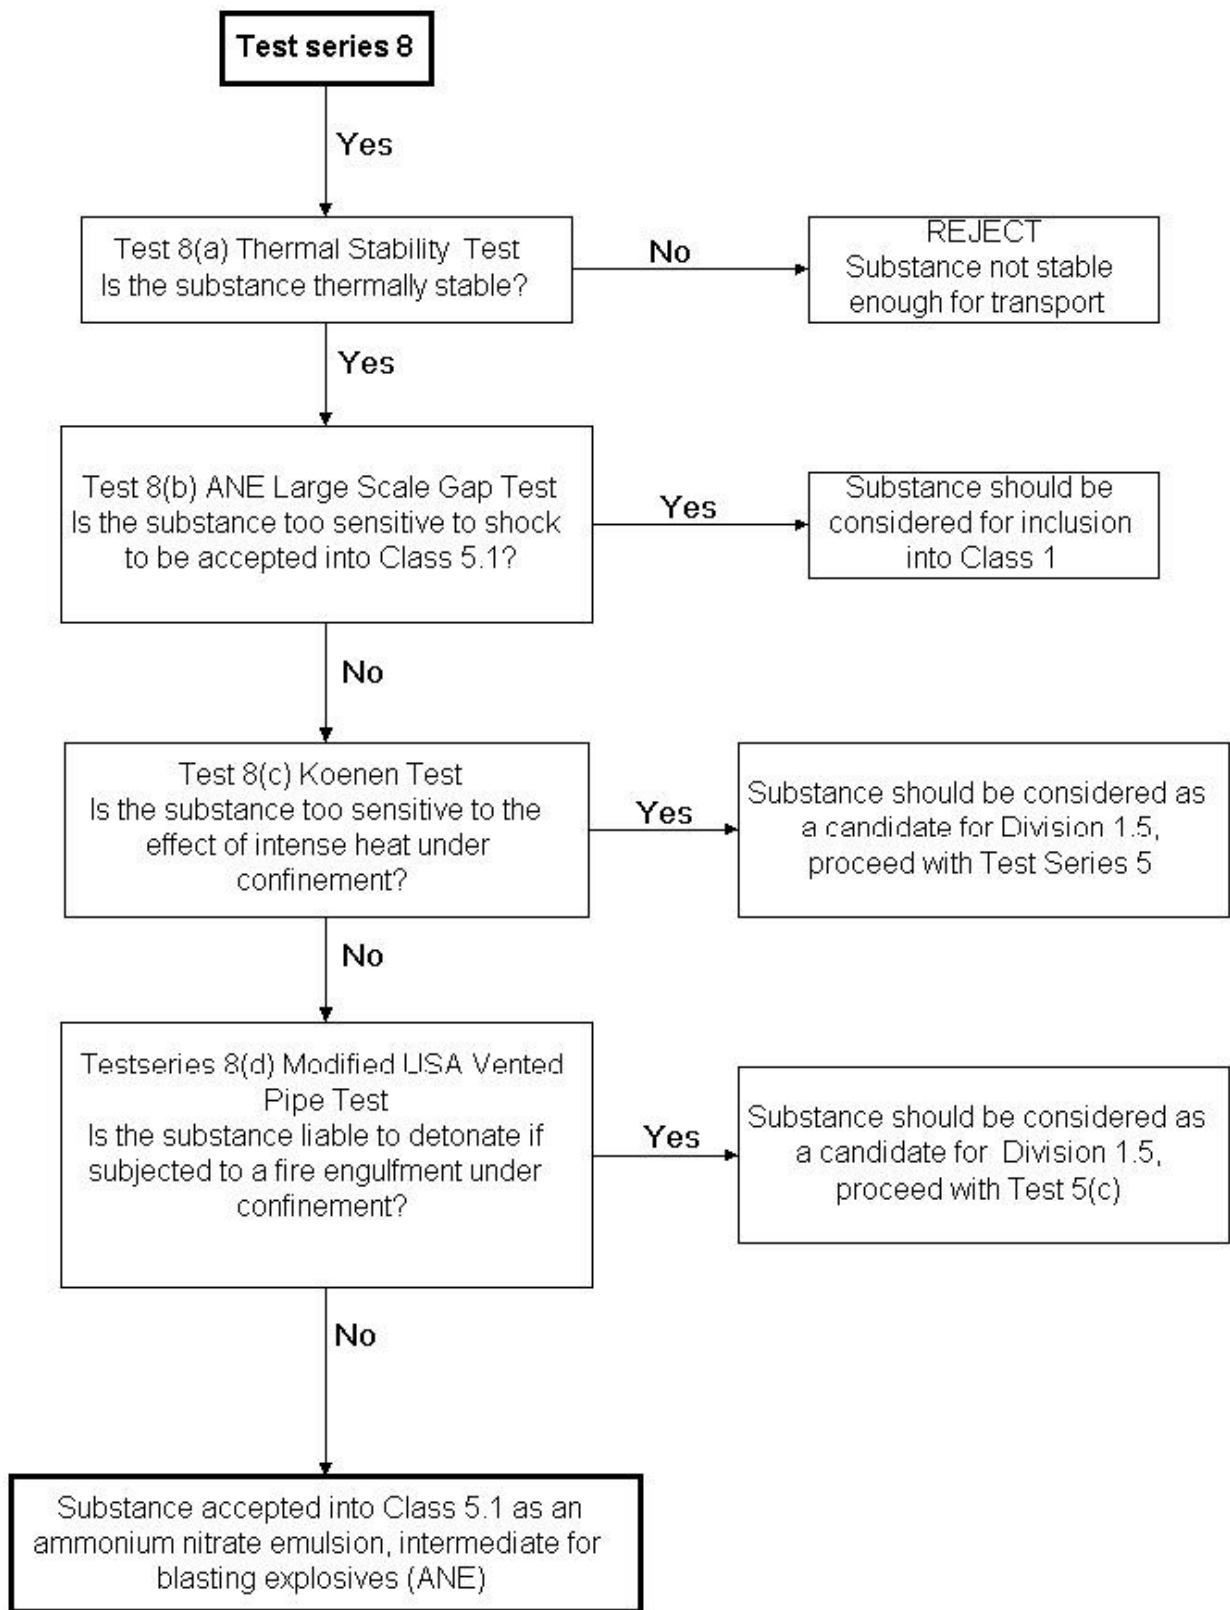 Test series 8
Yes
Test 8(a) Thermal Stability Test
Is the substance thermally stable?
No
REJECT
Substance not stable
enough for transport
Yes
Test 8(b) ANE Large Scale Gap Test
Is the substance too sensitive to shock
to be accepted into Class 5.1?
Yes
Substance should be
considered for inclusion
into Class 1
No
Test 8(c) Koenen Test
Is the substance too sensitive to the
effect of intense heat under
confinement?
Yes
Substance should be considered as
a candidate for Division 1.5,
proceed with Test Series 5
No
Testseries 8(d) Modified USA Vented
Pipe Test
Is the substance liable to detonate if
subjected to a fire engulfment under
confinement?
Yes
Substance should be considered as
a candidate for Division 1.5,
proceed with Test 5(c)
No
Substance accepted into Class 5.1 as an
ammonium nitrate emulsion, intermediate for
blasting explosives (ANE)